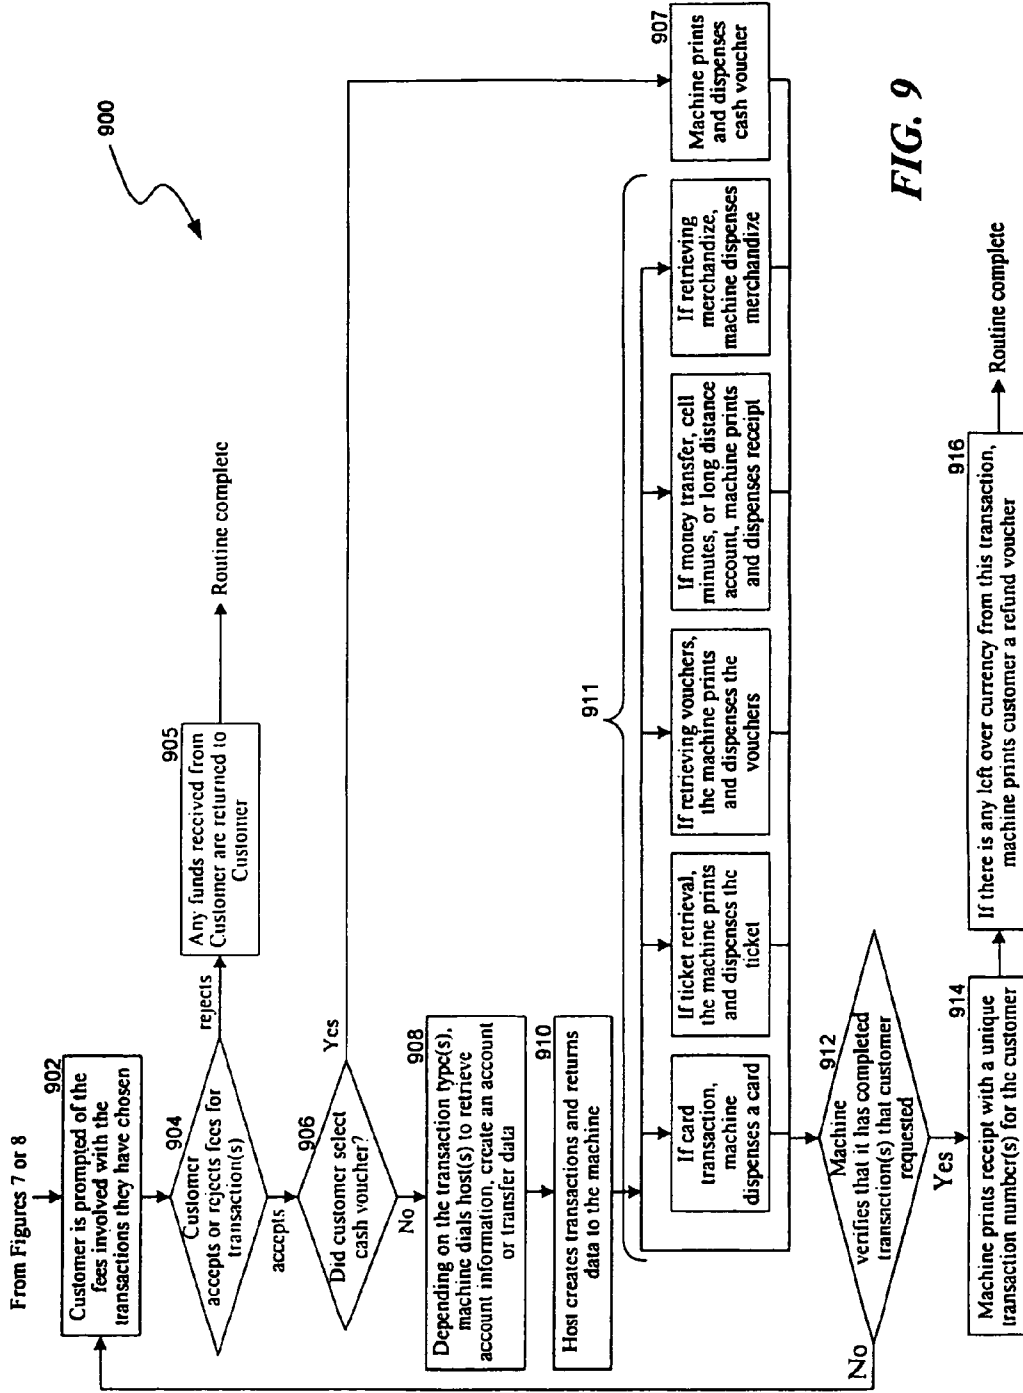 From Figures 7 or 8
900
902
Customer is prompted of the
fees involved with the
transactions they have chosen
904
Customer
accepts or rejects fees for
transaction(s)
rejects
905
Any funds received from
Customer are returned to
Customer
Routine complete
accepts
906
Did customer select
cash voucher?
Yes
No
908
Depending on the transaction type(s),
machine dials host(s) to retrieve
account information, create an account
or transfer data
910
Host creates transactions and returns
data to the machine
911
If card
transaction,
machine
dispenses a card
If ticket retrieval,
the machine prints
and dispenses the
ticket
If retrieving vouchers,
the machine prints
and dispenses the
vouchers
If money transfer, cell
minutes, or long distance
account, machine prints
and dispenses receipt
If retrieving
merchandize,
machine dispenses
merchandize
907
Machine prints
and dispenses
cash voucher
912
Machine
verifies that it has completed
transaction(s) that customer
requested
No
Yes
914
Machine prints receipt with a unique
transaction number(s) for the customer
916
If there is any left over currency from this transaction,
machine prints customer a refund voucher
Routine complete
FIG. 9